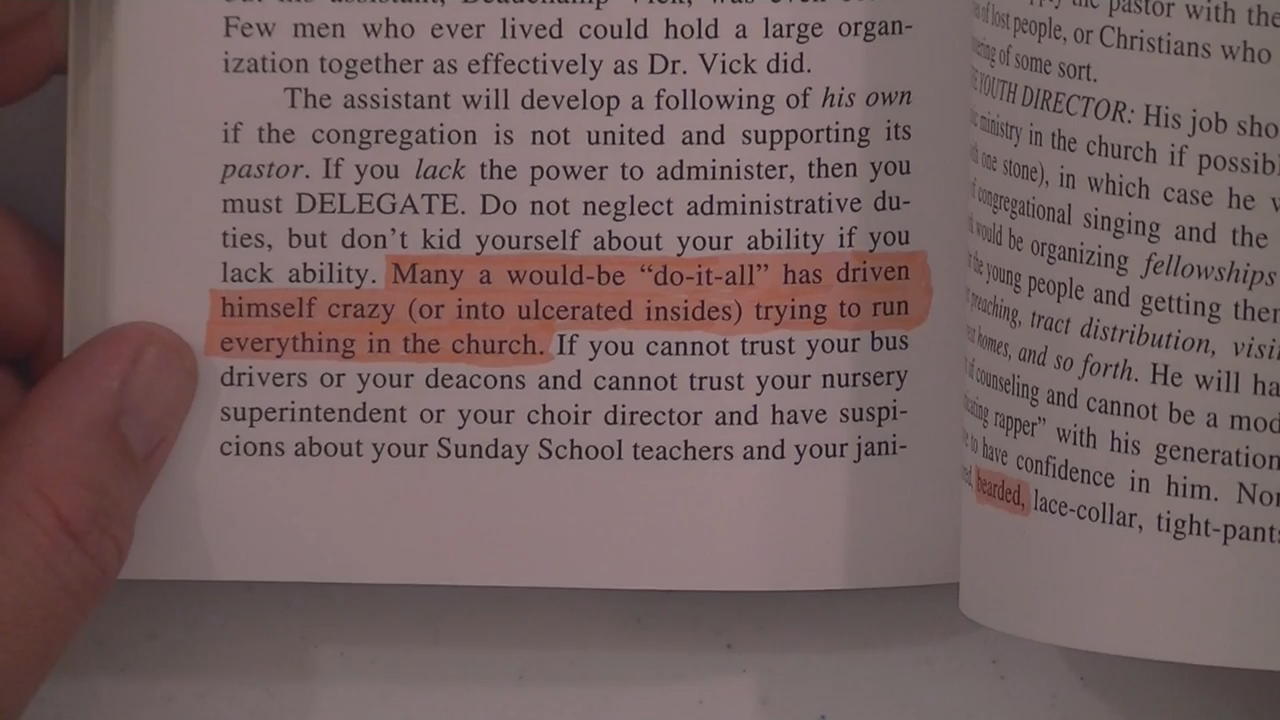 Few men who ever lived could hold a large organ-
ization together as effectively as Dr. Vick did.
The assistant will develop a following of his own
if the congregation is not united and supporting its
pastor. If you lack the power to administer, then you
must DELEGATE. Do not neglect administrative du-
ties, but don't kid yourself about your ability if you
lack ability. Many a would-be “do-it-all” has driven
himself crazy (or into ulcerated insides) trying to run
everything in the church. If you cannot trust your bus
drivers or your deacons and cannot trust your nursery
superintendent or your choir director and have suspi-
cions about your Sunday School teachers and your jani-
pastor with the
of lost people, or Christians who
of some sort.
YOUTH DIRECTOR: His job
ministry in the church if
one stone), in which case he
congregational singing and the
would be organizing fellowships
the young people and getting
preaching, tract distribution,
homes, and so forth. He will
counseling and cannot be a
rapper” with his generation
to have confidence in him.
bearded, lace-collar,